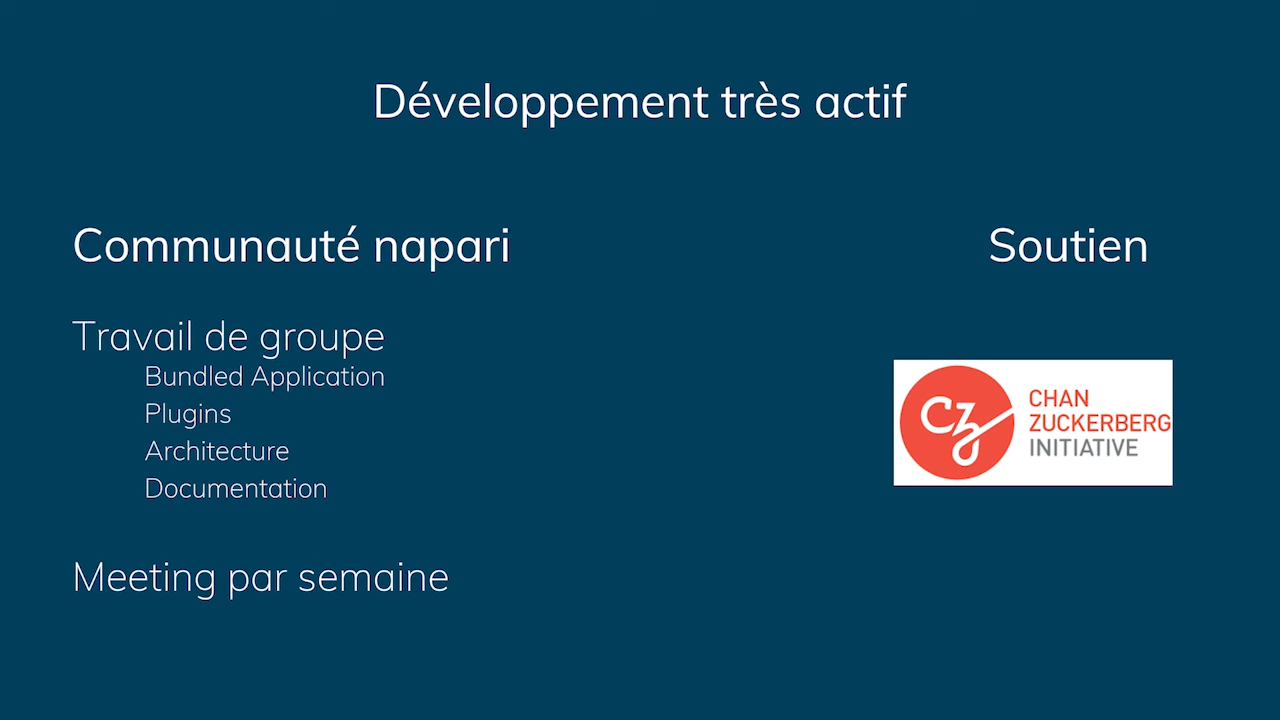 Développement très actif
Communauté napari
Travail de groupe
Bundled Application
Plugins
Architecture
Documentation
Meeting par semaine
Soutien
CZ
CHAN
ZUCKERBERG
INITIATIVE